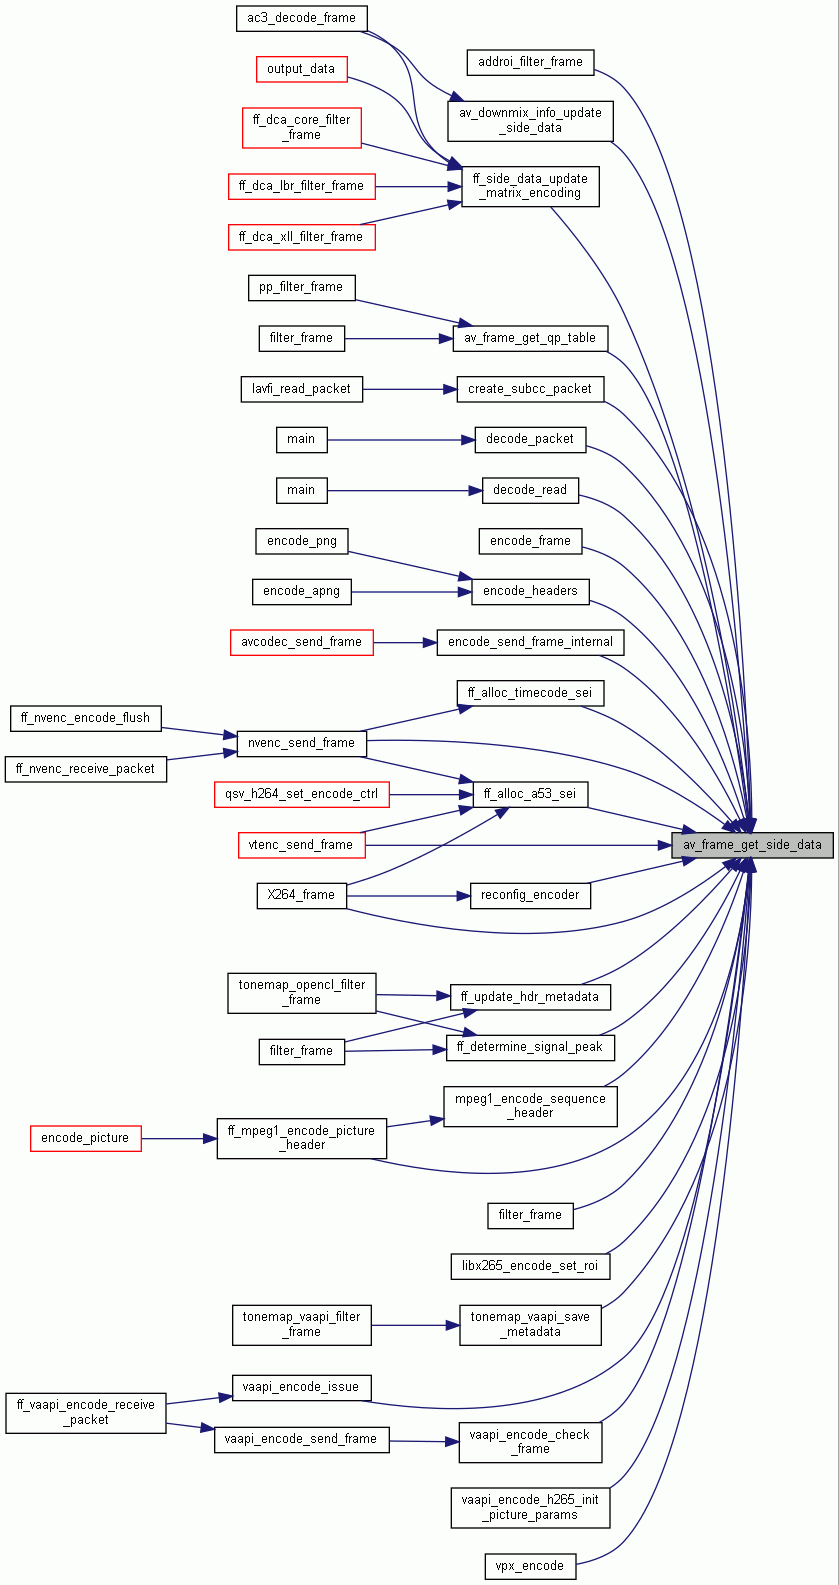 ac3_decode_frame
addroi_filter_frame
output_data
av_downmix_info_update
_side_data
ff_dca_core_filter
_frame
ff_side_data_update
_matrix_encoding
ff_dca_lbr_filter_frame
ff_dca_xll_filter_frame
pp_filter_frame
filter_frame
av_frame_get_qp_table
lavfi_read_packet
create_subcc_packet
main
decode_packet
main
decode_read
encode_png
encode_frame
encode_apng
encode_headers
avcodec_send_frame
encode_send_frame_internal
ff_alloc_timecode_sei
ff_nvenc_encode_flush
nvenc_send_frame
ff_nvenc_receive_packet
qsv_h264_set_encode_ctrl
ff_alloc_a53_sei
vtenc_send_frame
av_frame_get_side_data
X264_frame
reconfig_encoder
tonemap_opencl_filter
_frame
ff_update_hdr_metadata
filter_frame
ff_determine_signal_peak
mpeg1_encode_sequence
_header
encode_picture
ff_mpeg1_encode_picture
_header
filter_frame
libx265_encode_set_roi
tonemap_vaapi_filter
_frame
tonemap_vaapi_save
_metadata
vaapi_encode_issue
ff_vaapi_encode_receive
_packet
vaapi_encode_send_frame
vaapi_encode_check
_frame
vaapi_encode_h265_init
_picture_params
vpx_encode